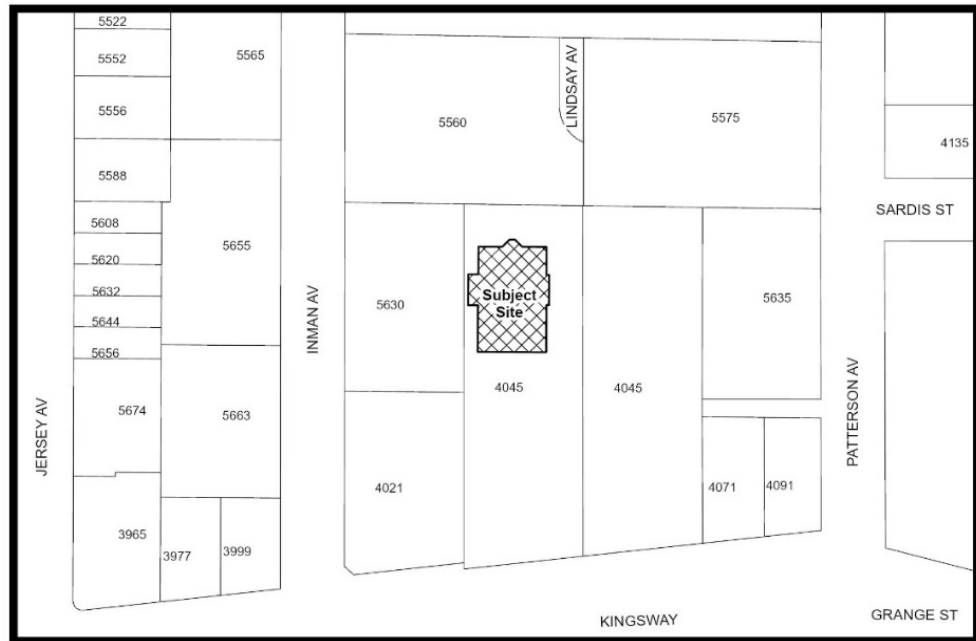 5522
5552
5565
5556
5560
LINDSAY AV
5575
4135
5588
SARDIS ST
5608
5655
5620
5632
INMAN AV
5630
Subject
Site
5635
5644
5656
JERSEY AV
5674
5663
4045
4045
PATTERSON AV
4021
4071
4091
3965
3977
3999
KINGSWAY
GRANGE ST